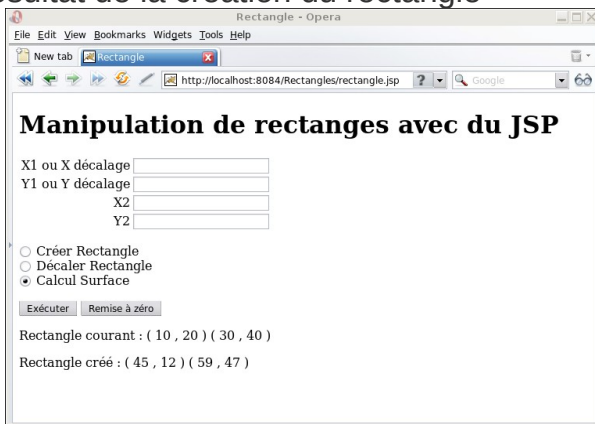 Résultat de la création du rectangle
Rectangle - Opera
File Edit View Bookmarks Widgets Tools Help
New tab Rectangle
http://localhost:8084/Rectangles/rectangle.jsp ? Google
Manipulation de rectanges avec du JSP
X1 ou X décalage
Y1 ou Y décalage
X2
Y2
Créer Rectangle
Décaler Rectangle
Calcul Surface
Exécuter Remise à zéro
Rectangle courant : ( 10 , 20 ) ( 30 , 40 )
Rectangle créé : ( 45 , 12 ) ( 59 , 47 )